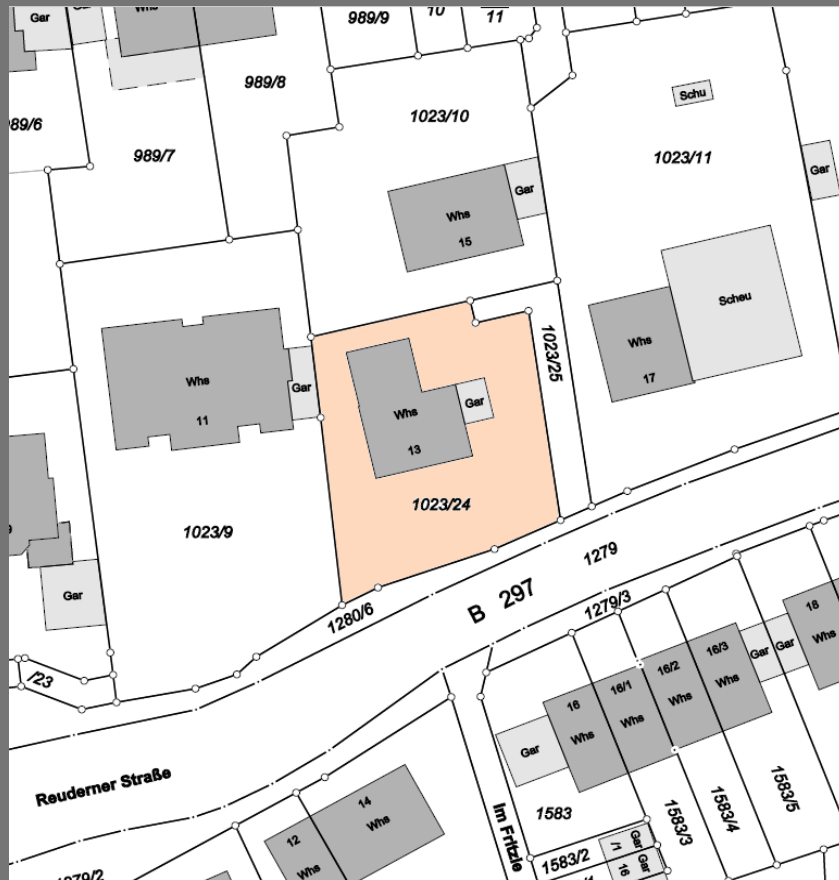 Gar
Whs
989/9
10
11
989/8
Schu
989/7
1023/10
1023/11
Gar
Gar
Whs
15
Scheu
1023/25
Whs
17
Whs
11
Gar
Whs
13
Gar
1023/24
1023/9
Gar
1280/6
B 297
1279
1279/3
/23
Reuderner Straße
Im Fritzle
16
Whs
16/1
Whs
16/2
Whs
16/3
Whs
Gar
Gar
18
Whs
Gar
1583
1583/2
1583/3
1583/4
1583/5
Gar
/1
Gar
16
12
Whs
14
Whs